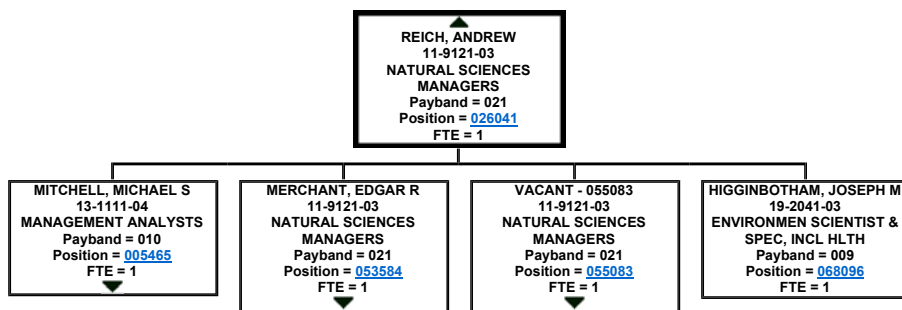 REICH, ANDREW
11-9121-03
NATURAL SCIENCES
MANAGERS
Payband = 021
Position = 026041
FTE = 1
MITCHELL, MICHAEL S
13-1111-04
MANAGEMENT ANALYSTS
Payband = 010
Position = 005465
FTE = 1
MERCHANT, EDGAR R
11-9121-03
NATURAL SCIENCES
MANAGERS
Payband = 021
Position = 053584
FTE = 1
VACANT - 055083
11-9121-03
NATURAL SCIENCES
MANAGERS
Payband = 021
Position = 055083
FTE = 1
HIGGINBOTHAM, JOSEPH M
19-2041-03
ENVIRONMEN SCIENTIST &
SPEC, INCL HLTH
Payband = 009
Position = 068096
FTE = 1